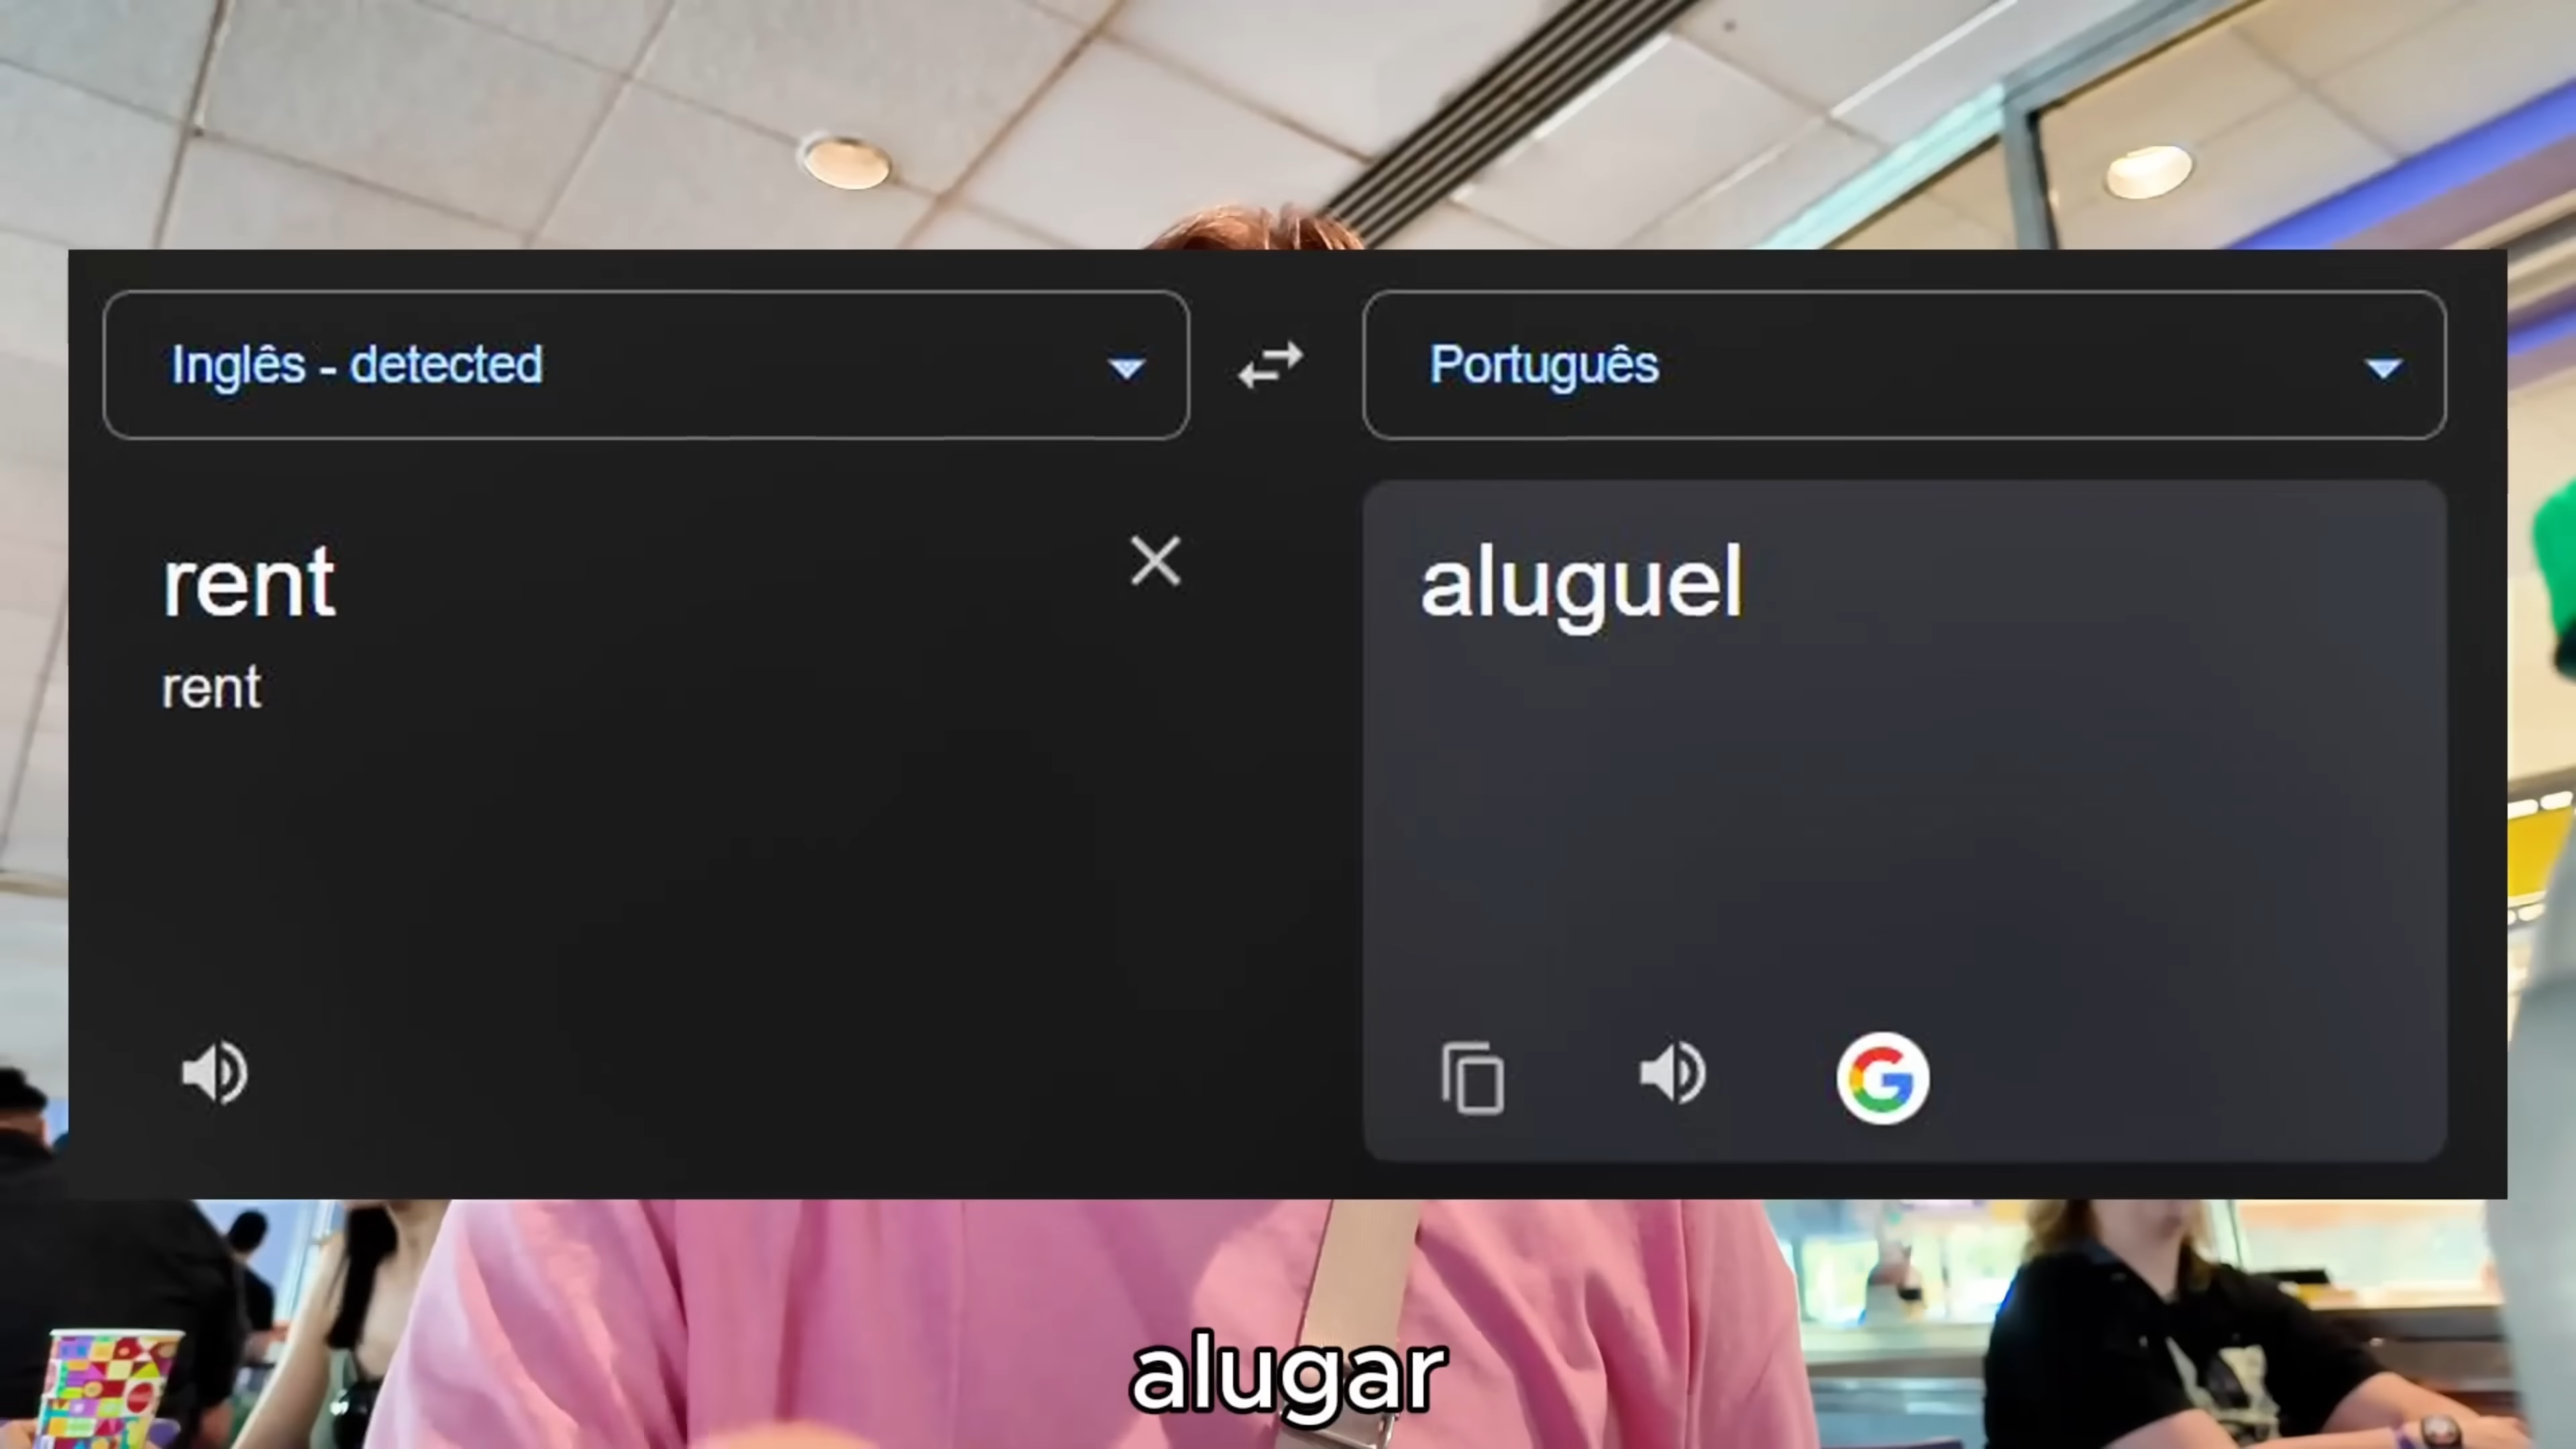 Inglês - detected
Português
rent
rent
aluguel
alugar